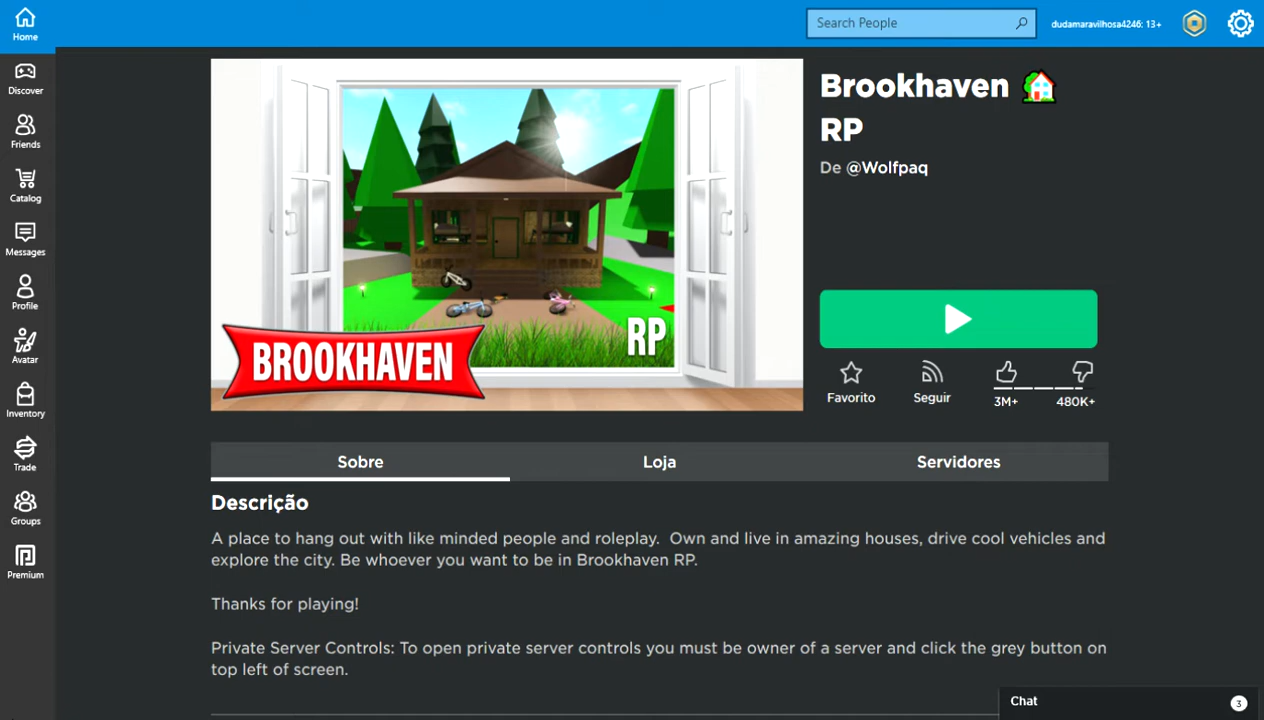 Home
Search People
dudamaravilhosa4246: 13+
Discover
Friends
Catalog
Messages
Profile
Avatar
Inventory
Trade
Groups
Premium
BROOKHAVEN
RP
Brookhaven
RP
De @Wolfpaq
Favorito
Seguir
3M+
480K+
Sobre
Loja
Servidores
Descrição
A place to hang out with like minded people and roleplay.  Own and live in amazing houses, drive cool vehicles and
explore the city. Be whoever you want to be in Brookhaven RP.
Thanks for playing!
Private Server Controls: To open private server controls you must be owner of a server and click the grey button on
top left of screen.
Chat
3